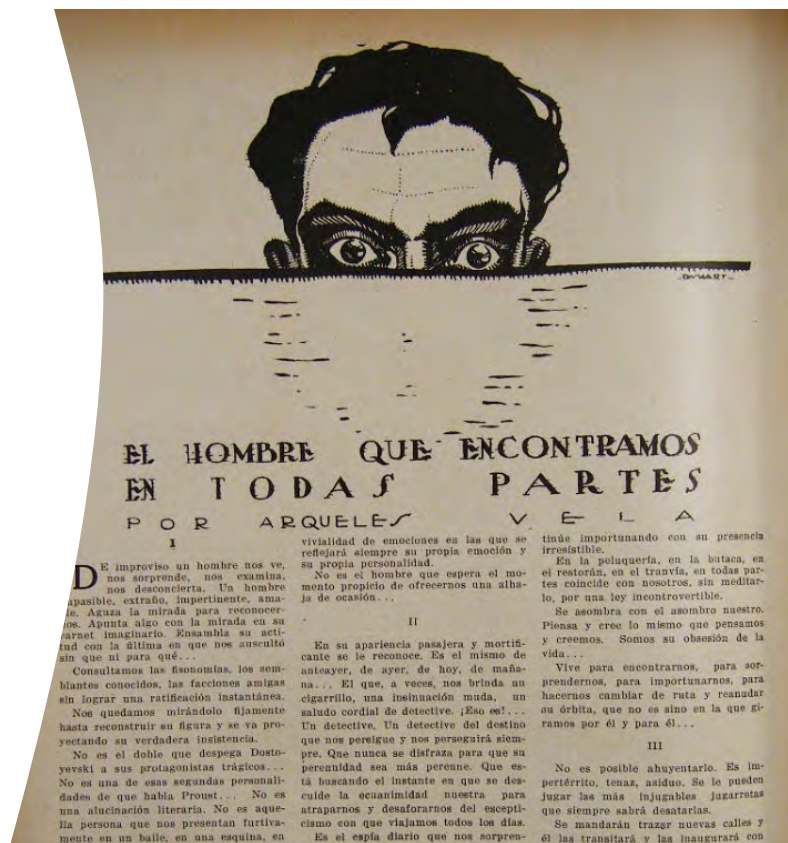 EL HOMBRE QUE ENCONTRAMOS
EN TODAS PARTES
POR ARQUELES VELA
I
DE improviso un hombre nos ve,
nos sorprende, nos examina,
nos desconcierta. Un hombre
extraño, impertinente, ama-
Aguza la mirada para reconocer-
nos. Apunta algo con la mirada en su
carnet imaginario. Ensambla su acti-
tud con la última en que nos auscultó
sin que ni para qué...
Consultamos las fisonomías, los sem-
blantes conocidos, las facciones amigas
sin lograr una ratificación instantánea.
Nos quedamos mirándolo fijamente
hasta reconstruir su figura y se va pro-
yectando su verdadera insistencia.
No es el doble que despega Dosto-
yevski a sus protagonistas trágicos...
No es una de esas segundas personali-
dades de que habla Proust... No es
una alucinación literaria. No es aque-
lla persona que nos presentan furtiva-
mente en un baile, en una esquina, en
vivialidad de emociones en las que se
reflejará siempre su propia emoción y
su propia personalidad.
No es el hombre que espera el mo-
mento propicio de ofrecernos una alha-
ja de ocasión...
II
En su apariencia pasajera y mortifi-
cante se le reconoce. Es el mismo de
anteayer, de ayer, de hoy, de maña-
na... El que, a veces, nos brinda un
cigarrillo, una insinuación muda, un
saludo cordial de detective. ¡Eso es!...
Un detective. Un detective del destino
que nos persigue y nos perseguirá siem-
pre. Que nunca se disfraza para que su
perennidad sea más perenne. Que es-
tá buscando el instante en que se des-
cuide la ecuanimidad nuestra para
atraparnos y desaforarnos del escepti-
cismo con que viajamos todos los días.
Es el espía diario que nos sorpren-
tinúe importunando con su presencia
irresistible.
En la peluquería, en la butaca, en
el restorán, en el tranvía, en todas par-
tes coincide con nosotros, sin meditar-
lo, por una ley incontrovertible.
Se asombra con el asombro nuestro.
Piensa y cree lo mismo que pensamos
y creemos. Somos su obsesión de la
vida...
Vive para encontrarnos, para sor-
prendernos, para importunarnos, para
hacernos cambiar de ruta y reanudar
su órbita, que no es sino en la que gi-
ramos por él y para él...
III
No es posible ahuyentarlo. Es im-
pertérrito, tenaz, asiduo. Se le pueden
jugar las más injugables jugarretas
que siempre sabrá desatarlas.
Se mandarán trazar nuevas calles y
él las transitará y las inaugurará con